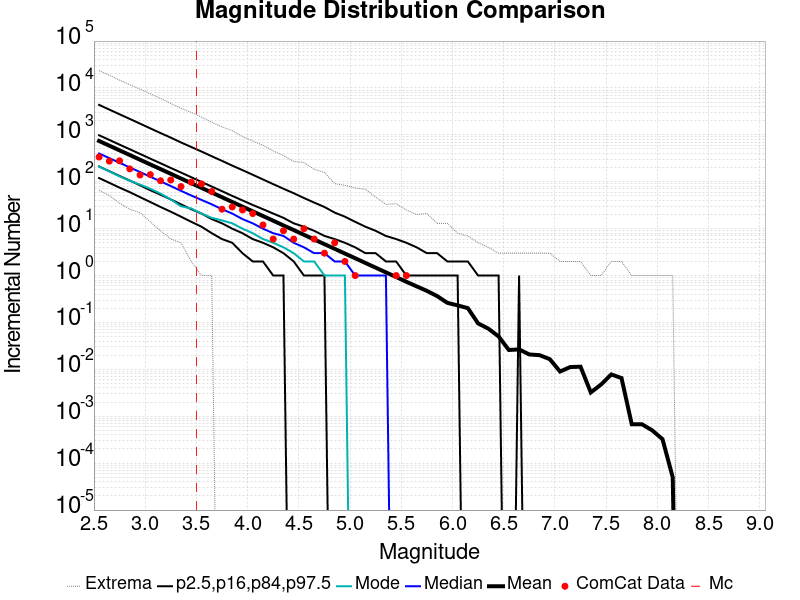 Magnitude Distribution Comparison
10 5
10 4
10 3
10 2
10 1
10 0
10 -1
10 -2
10 -3
10 -4
10 -5
Incremental Number
2.5 3.0 3.5 4.0 4.5 5.0 5.5 6.0 6.5 7.0 7.5 8.0 8.5 9.0
Magnitude
Extrema p2.5,p16,p84,p97.5 Mode Median Mean ComCat Data Mc